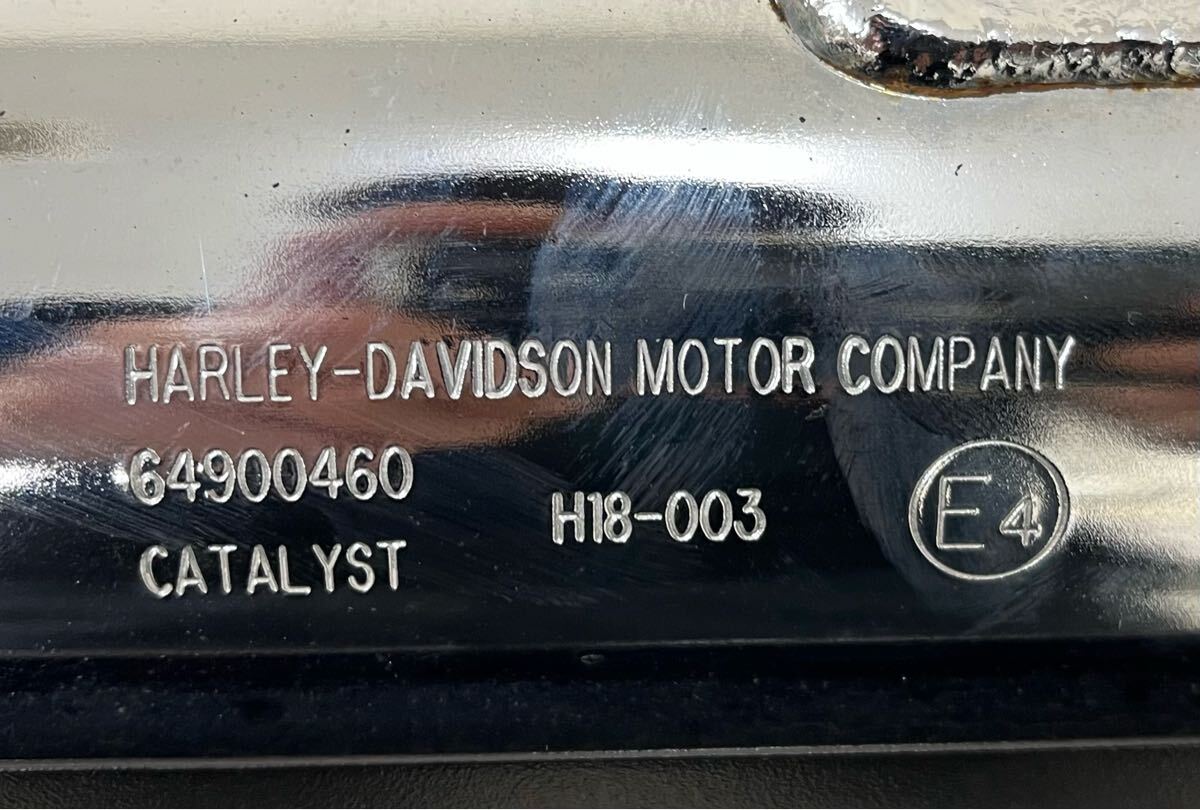 HARLEY-DAVIDSON MOTOR COMPANY
64900460
H18-003
E4
CATALYST